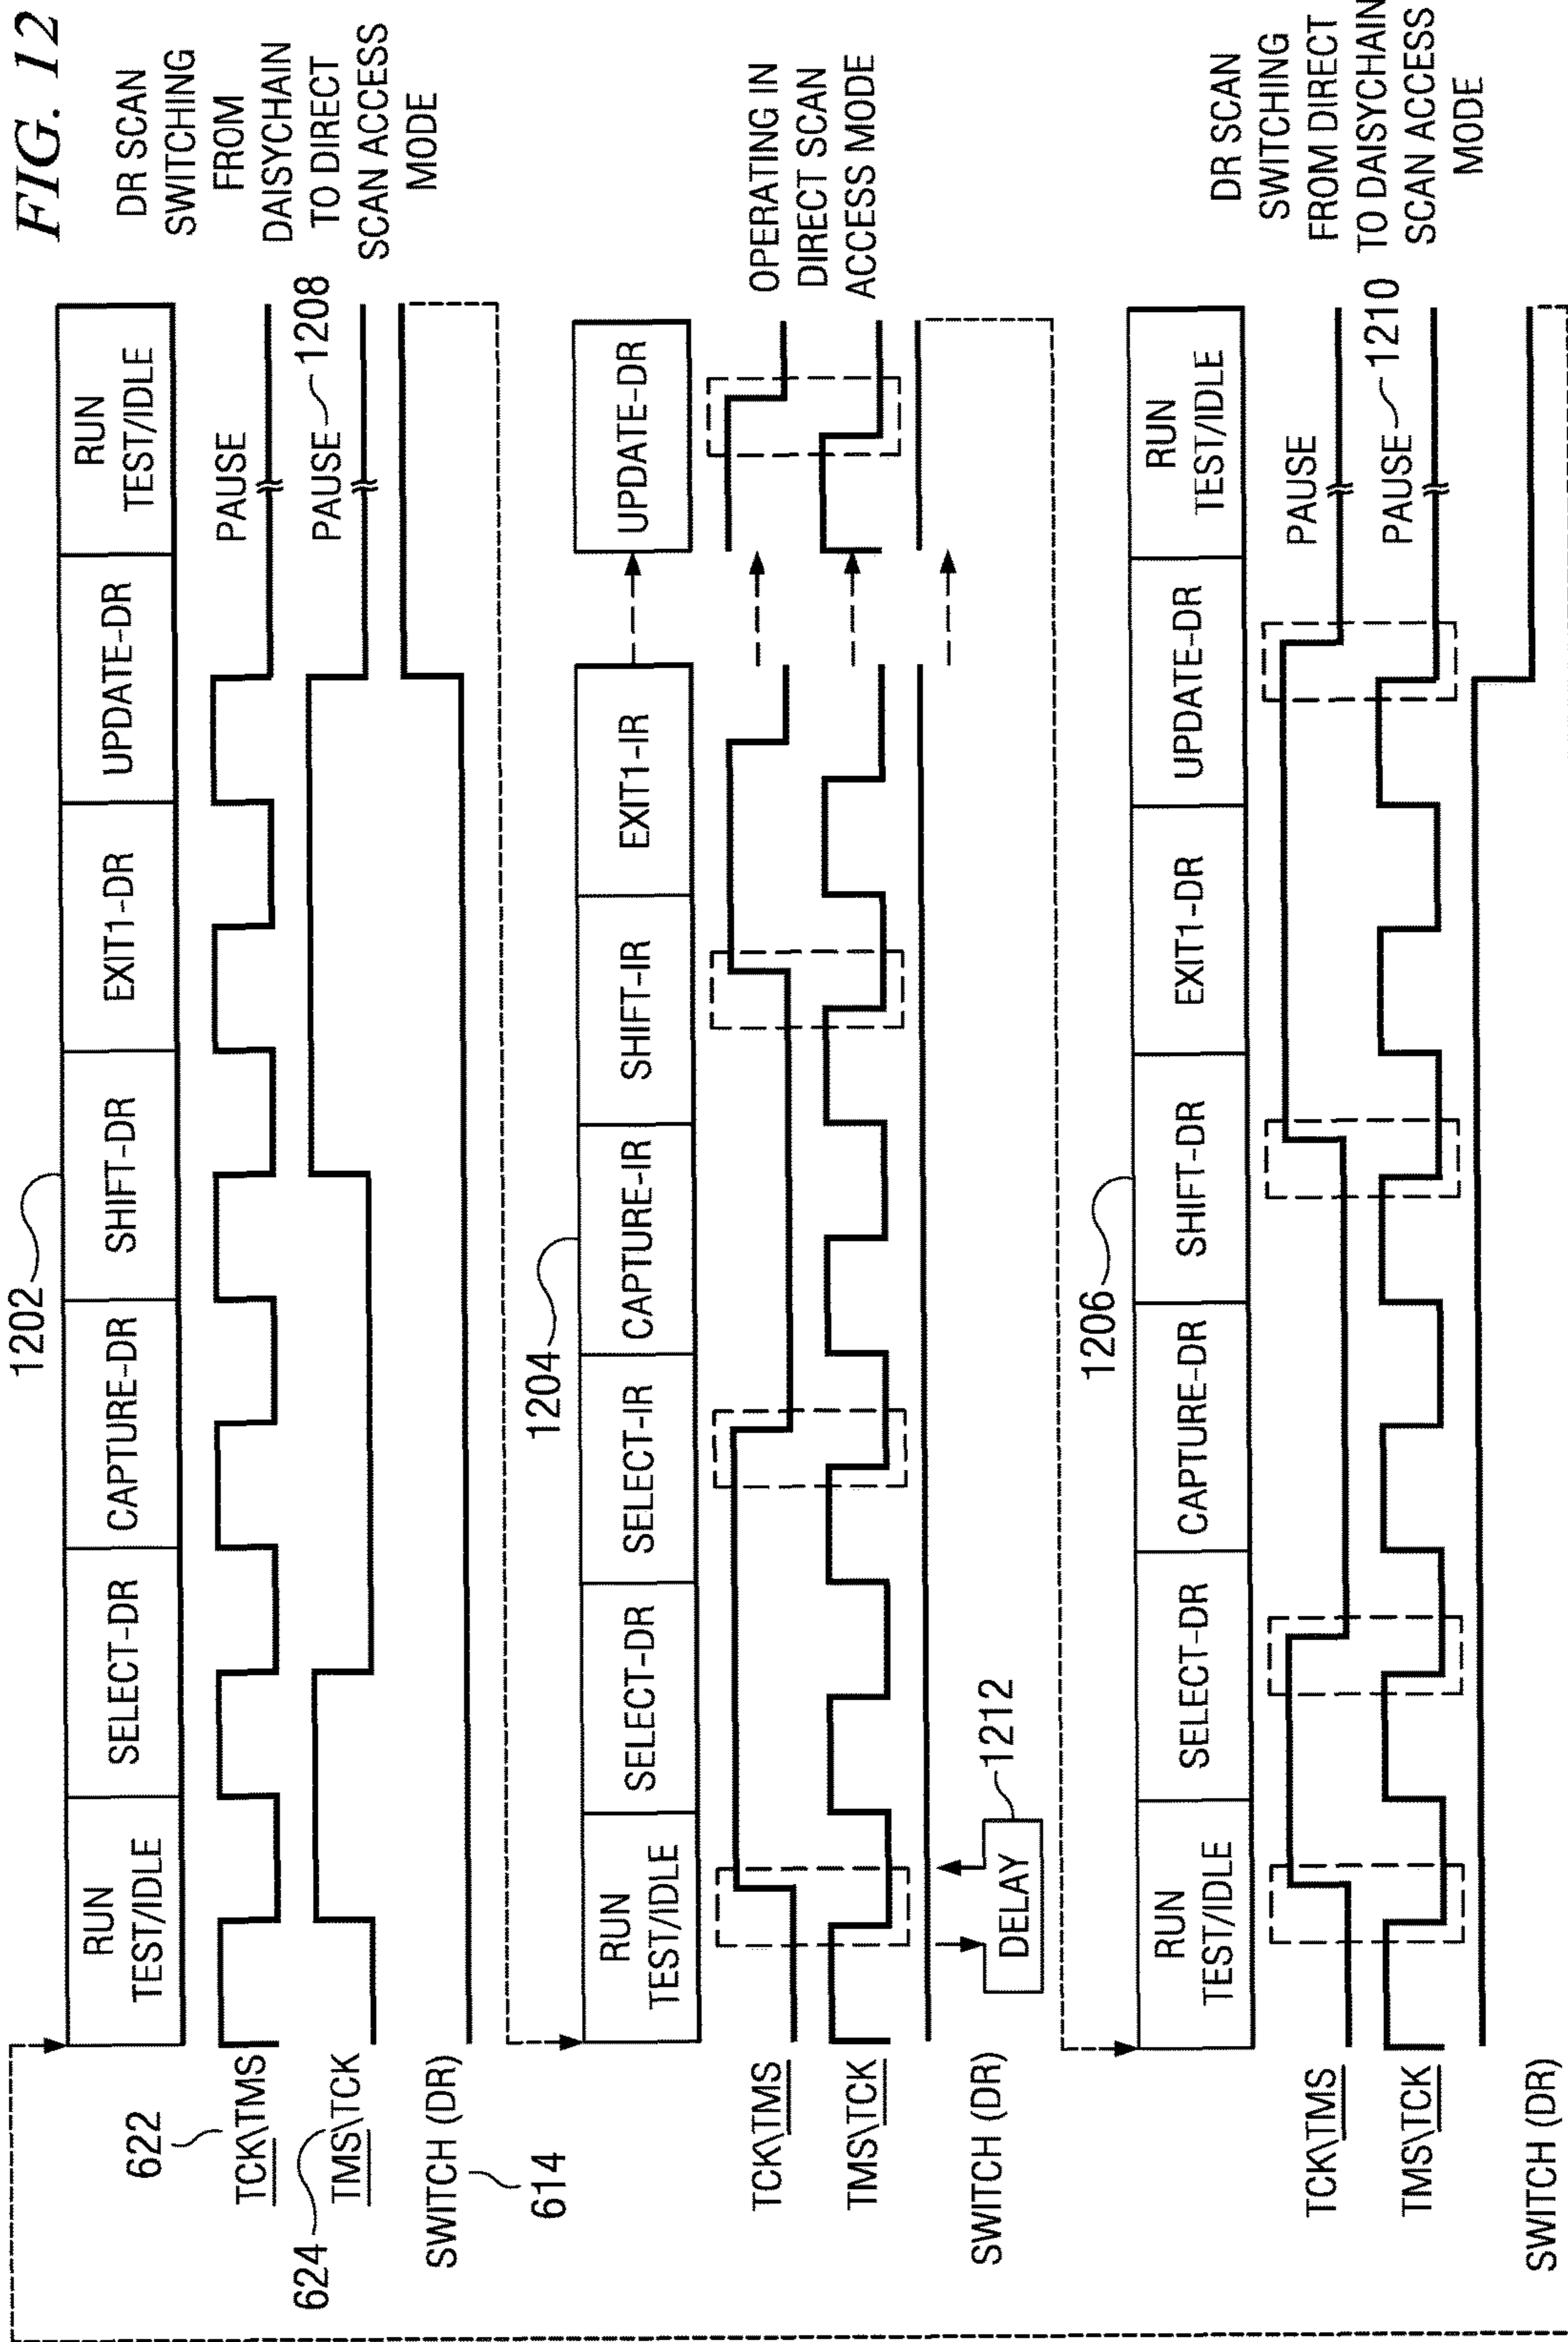 FIG. 12
1202
RUN
TEST/IDLE
SELECT-DR
CAPTURE-DR
SHIFT-DR
EXIT1-DR
UPDATE-DR
RUN
TEST/IDLE
DR SCAN
SWITCHING
FROM
DAISYCHAIN
TO DIRECT
SCAN ACCESS
MODE
622
TCK\TMS
PAUSE
624
TMS\TCK
PAUSE
1208
SWITCH (DR)
614
1204
RUN
TEST/IDLE
SELECT-DR
SELECT-IR
CAPTURE-IR
SHIFT-IR
EXIT1-IR
UPDATE-DR
OPERATING IN
DIRECT SCAN
ACCESS MODE
TCK\TMS
TMS\TCK
SWITCH (DR)
DELAY
1212
1206
RUN
TEST/IDLE
SELECT-DR
CAPTURE-DR
SHIFT-DR
EXIT1-DR
UPDATE-DR
RUN
TEST/IDLE
DR SCAN
SWITCHING
FROM DIRECT
TO DAISYCHAIN
SCAN ACCESS
MODE
TCK\TMS
PAUSE
TMS\TCK
PAUSE
1210
SWITCH (DR)